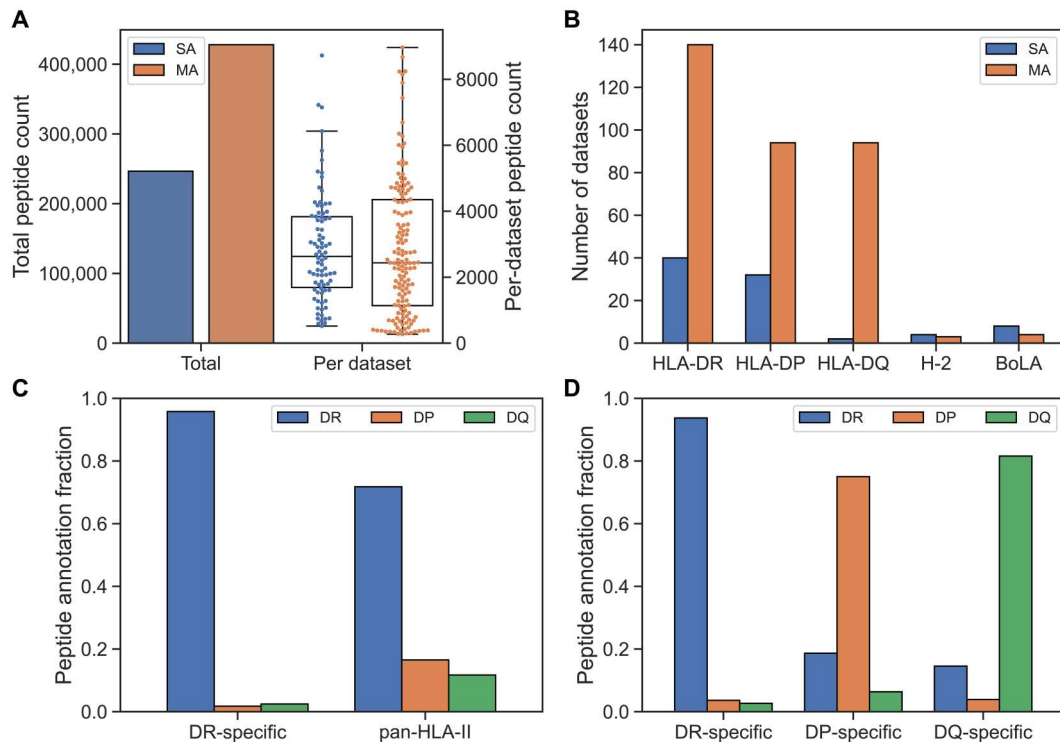 A
SA
MA
Total peptide count
400,000
300,000
200,000
100,000
0
Total
Per dataset
8000
6000
4000
2000
0
Per-dataset peptide count
B
SA
MA
Number of datasets
140
120
100
80
60
40
20
0
HLA-DR
HLA-DP
HLA-DQ
H-2
BoLA
C
DR
DP
DQ
Peptide annotation fraction
1.0
0.8
0.6
0.4
0.2
0.0
DR-specific
pan-HLA-II
D
DR
DP
DQ
Peptide annotation fraction
1.0
0.8
0.6
0.4
0.2
0.0
DR-specific
DP-specific
DQ-specific